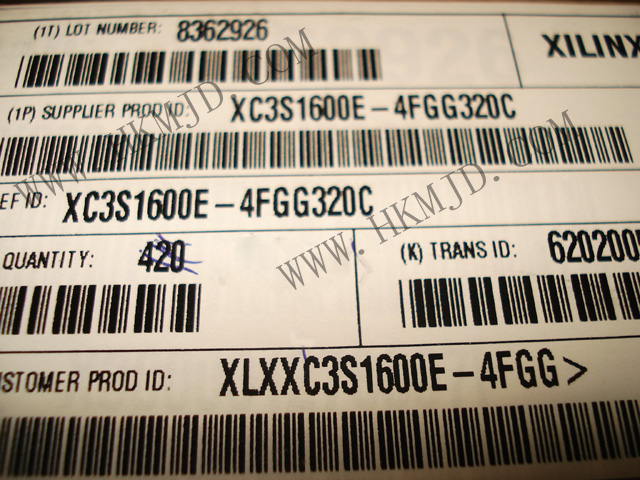 (1T) LOT NUMBER: 8362926
XILINX
(1P) SUPPLIER PROD ID: XC3S1600E-4FGG320C
EF ID: XC3S1600E-4FGG320C
QUANTITY: 420
(K) TRANS ID: 620200
STOMER PROD ID: XLXXC3S1600E-4FGG>
WWW.HKMJD.COM
WWW.HKMJD.COM